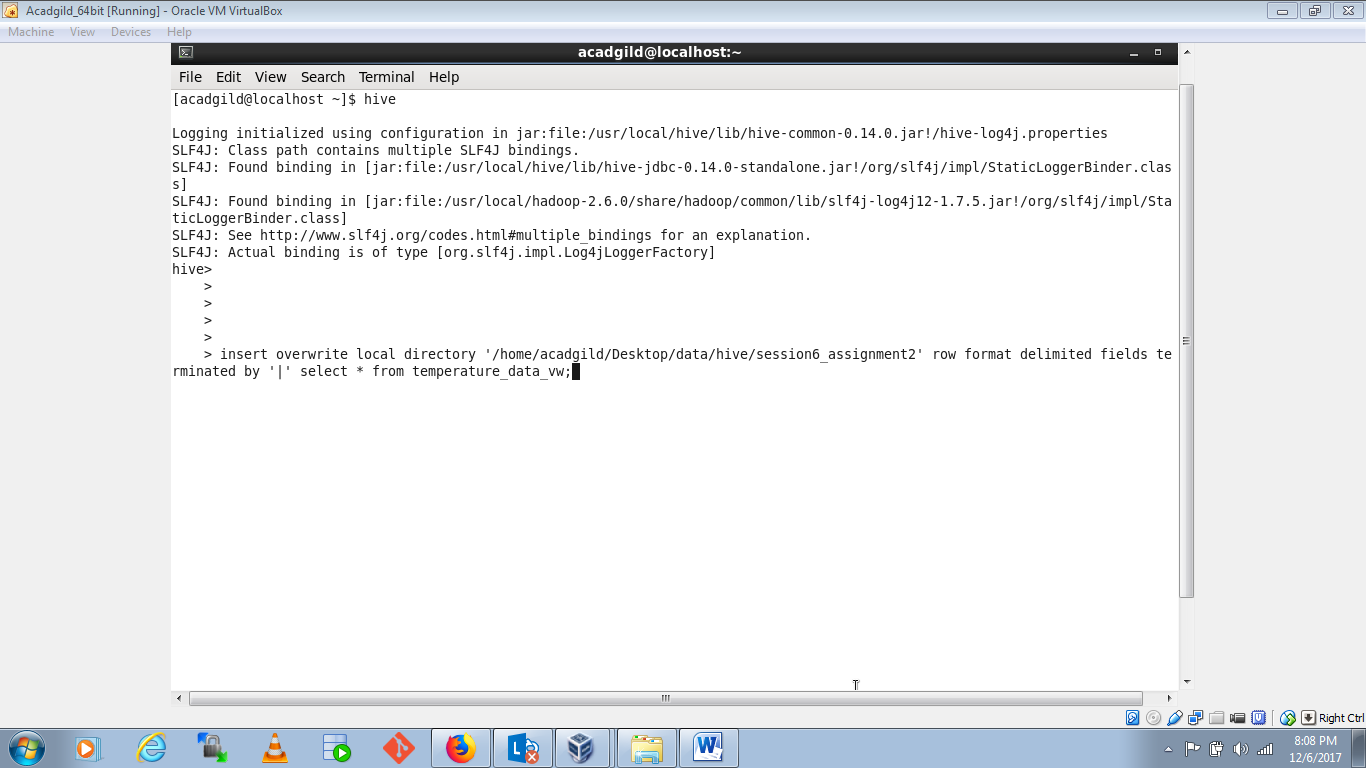 Acadgild_64bit [Running] - Oracle VM VirtualBox
Machine View Devices Help
acadgild@localhost:~
File Edit View Search Terminal Help
[acadgild@localhost ~]$ hive
Logging initialized using configuration in jar:file:/usr/local/hive/lib/hive-common-0.14.0.jar!/hive-log4j.properties
SLF4J: Class path contains multiple SLF4J bindings.
SLF4J: Found binding in [jar:file:/usr/local/hive/lib/hive-jdbc-0.14.0-standalone.jar!/org/slf4j/impl/StaticLoggerBinder.clas
s]
SLF4J: Found binding in [jar:file:/usr/local/hadoop-2.6.0/share/hadoop/common/lib/slf4j-log4j12-1.7.5.jar!/org/slf4j/impl/Sta
ticLoggerBinder.class]
SLF4J: See http://www.slf4j.org/codes.html#multiple_bindings for an explanation.
SLF4J: Actual binding is of type [org.slf4j.impl.Log4jLoggerFactory]
hive>
>
>
>
>
> insert overwrite local directory '/home/acadgild/Desktop/data/hive/session6_assignment2' row format delimited fields te
rminated by '|' select * from temperature_data_vw;
Right Ctrl
8:08 PM
12/6/2017